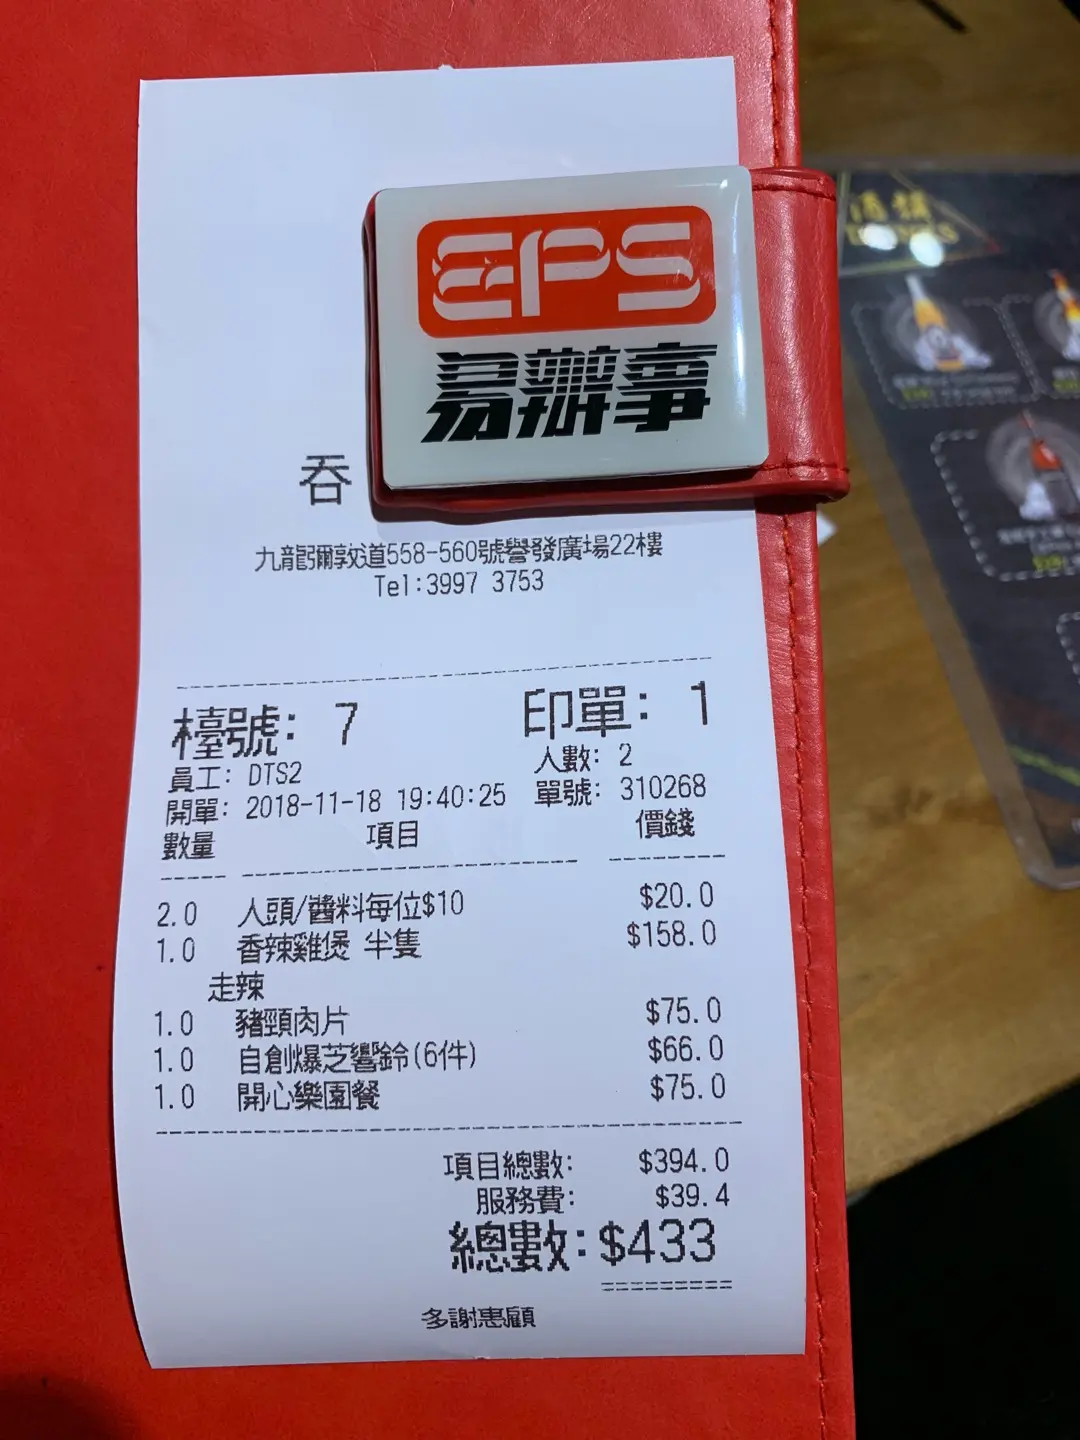 EPS
易辦事
吞
九龍彌敦道558-560號譽發廣場22樓
Tel:3997 3753
檯號: 7 印單: 1
員工: DTS2 人數: 2
開單: 2018-11-18 19:40:25 單號: 310268
數量 項目 價錢
2.0 人頭/醬料每位$10 $20.0
1.0 香辣雞煲 半隻 $158.0
走辣
1.0 豬頸肉片 $75.0
1.0 自創爆芝響鈴(6件) $66.0
1.0 開心樂園餐 $75.0
項目總數: $394.0
服務費: $39.4
總數:$433
多謝惠顧
酒類